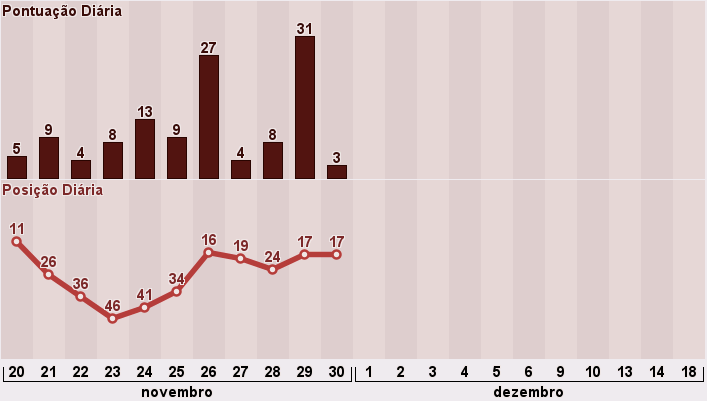 Pontuação Diária
5 9 4 8 13 9 27 4 8 31 3
Posição Diária
11 26 36 46 41 34 16 19 24 17 17
20 21 22 23 24 25 26 27 28 29 30 1 2 3 4 5 6 9 10 13 14 18
novembro dezembro